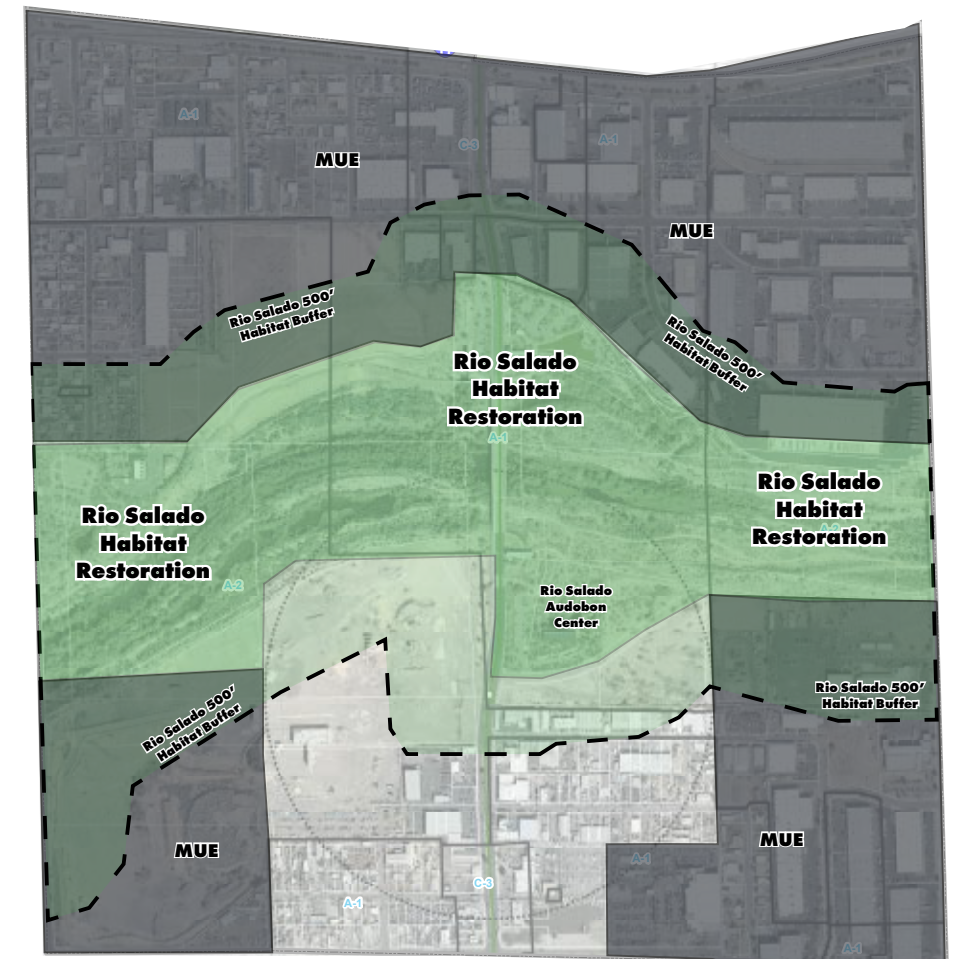 A-1
C-3
A-1
MUE
MUE
Rio Salado 500'
Habitat Buffer
Rio Salado 500'
Habitat Buffer
Rio Salado
Habitat
Restoration
A-1
Rio Salado
Habitat
Restoration
Rio Salado
Habitat
Restoration
A-2
A-2
Rio Salado
Audobon
Center
Rio Salado 500'
Habitat Buffer
Rio Salado 500'
Habitat Buffer
MUE
MUE
A-1
C-3
A-1
A-1